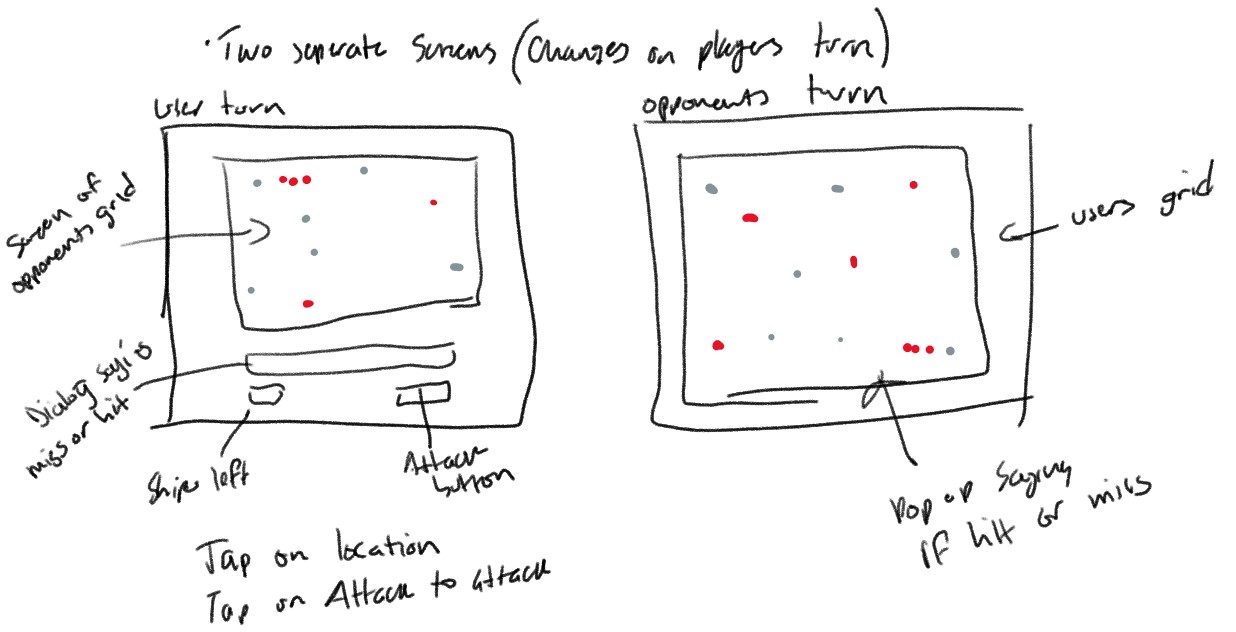 · Two seperate Screens (Changes on players turn)
user turn
opponents turn
Screen of
opponents grid
users grid
Dialog sayis
miss or hit
Ships left
Attack
button
Pop up Saying
if hit or miss
Tap on location
Tap on Attack to attack